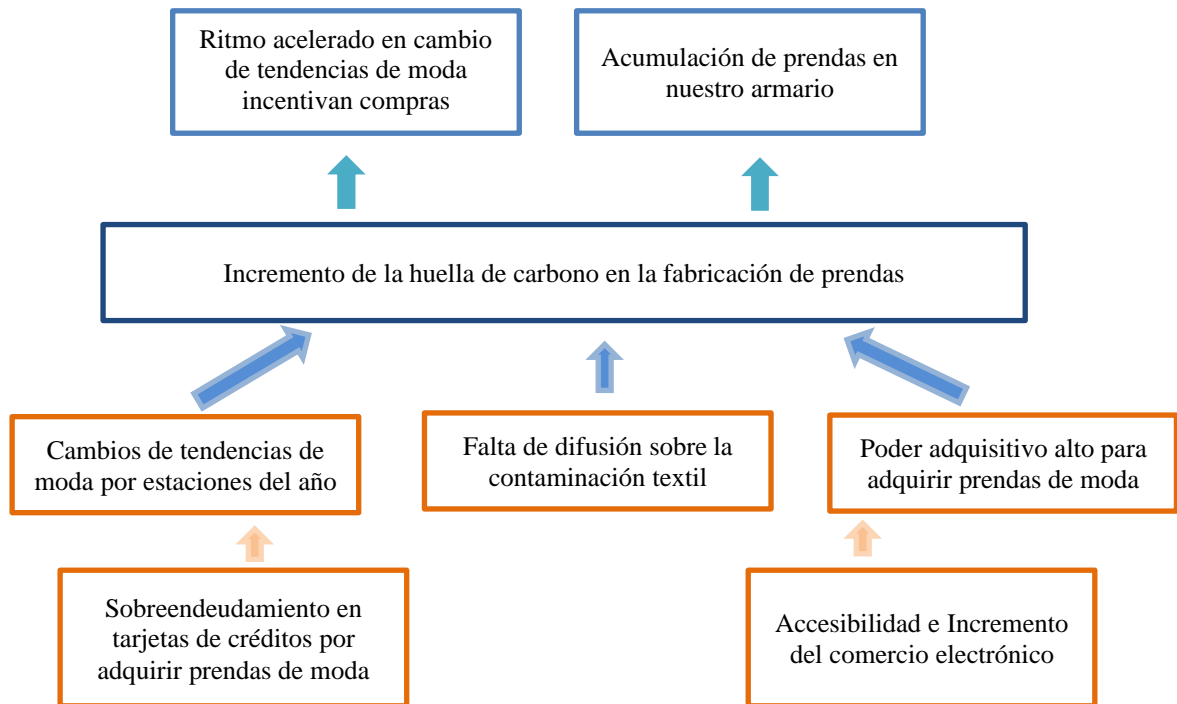 Ritmo acelerado en cambio
de tendencias de moda
incentivan compras
Acumulación de prendas en
nuestro armario
Incremento de la huella de carbono en la fabricación de prendas
Cambios de tendencias de
moda por estaciones del año
Falta de difusión sobre la
contaminación textil
Poder adquisitivo alto para
adquirir prendas de moda
Sobreendeudamiento en
tarjetas de créditos por
adquirir prendas de moda
Accesibilidad e Incremento
del comercio electrónico